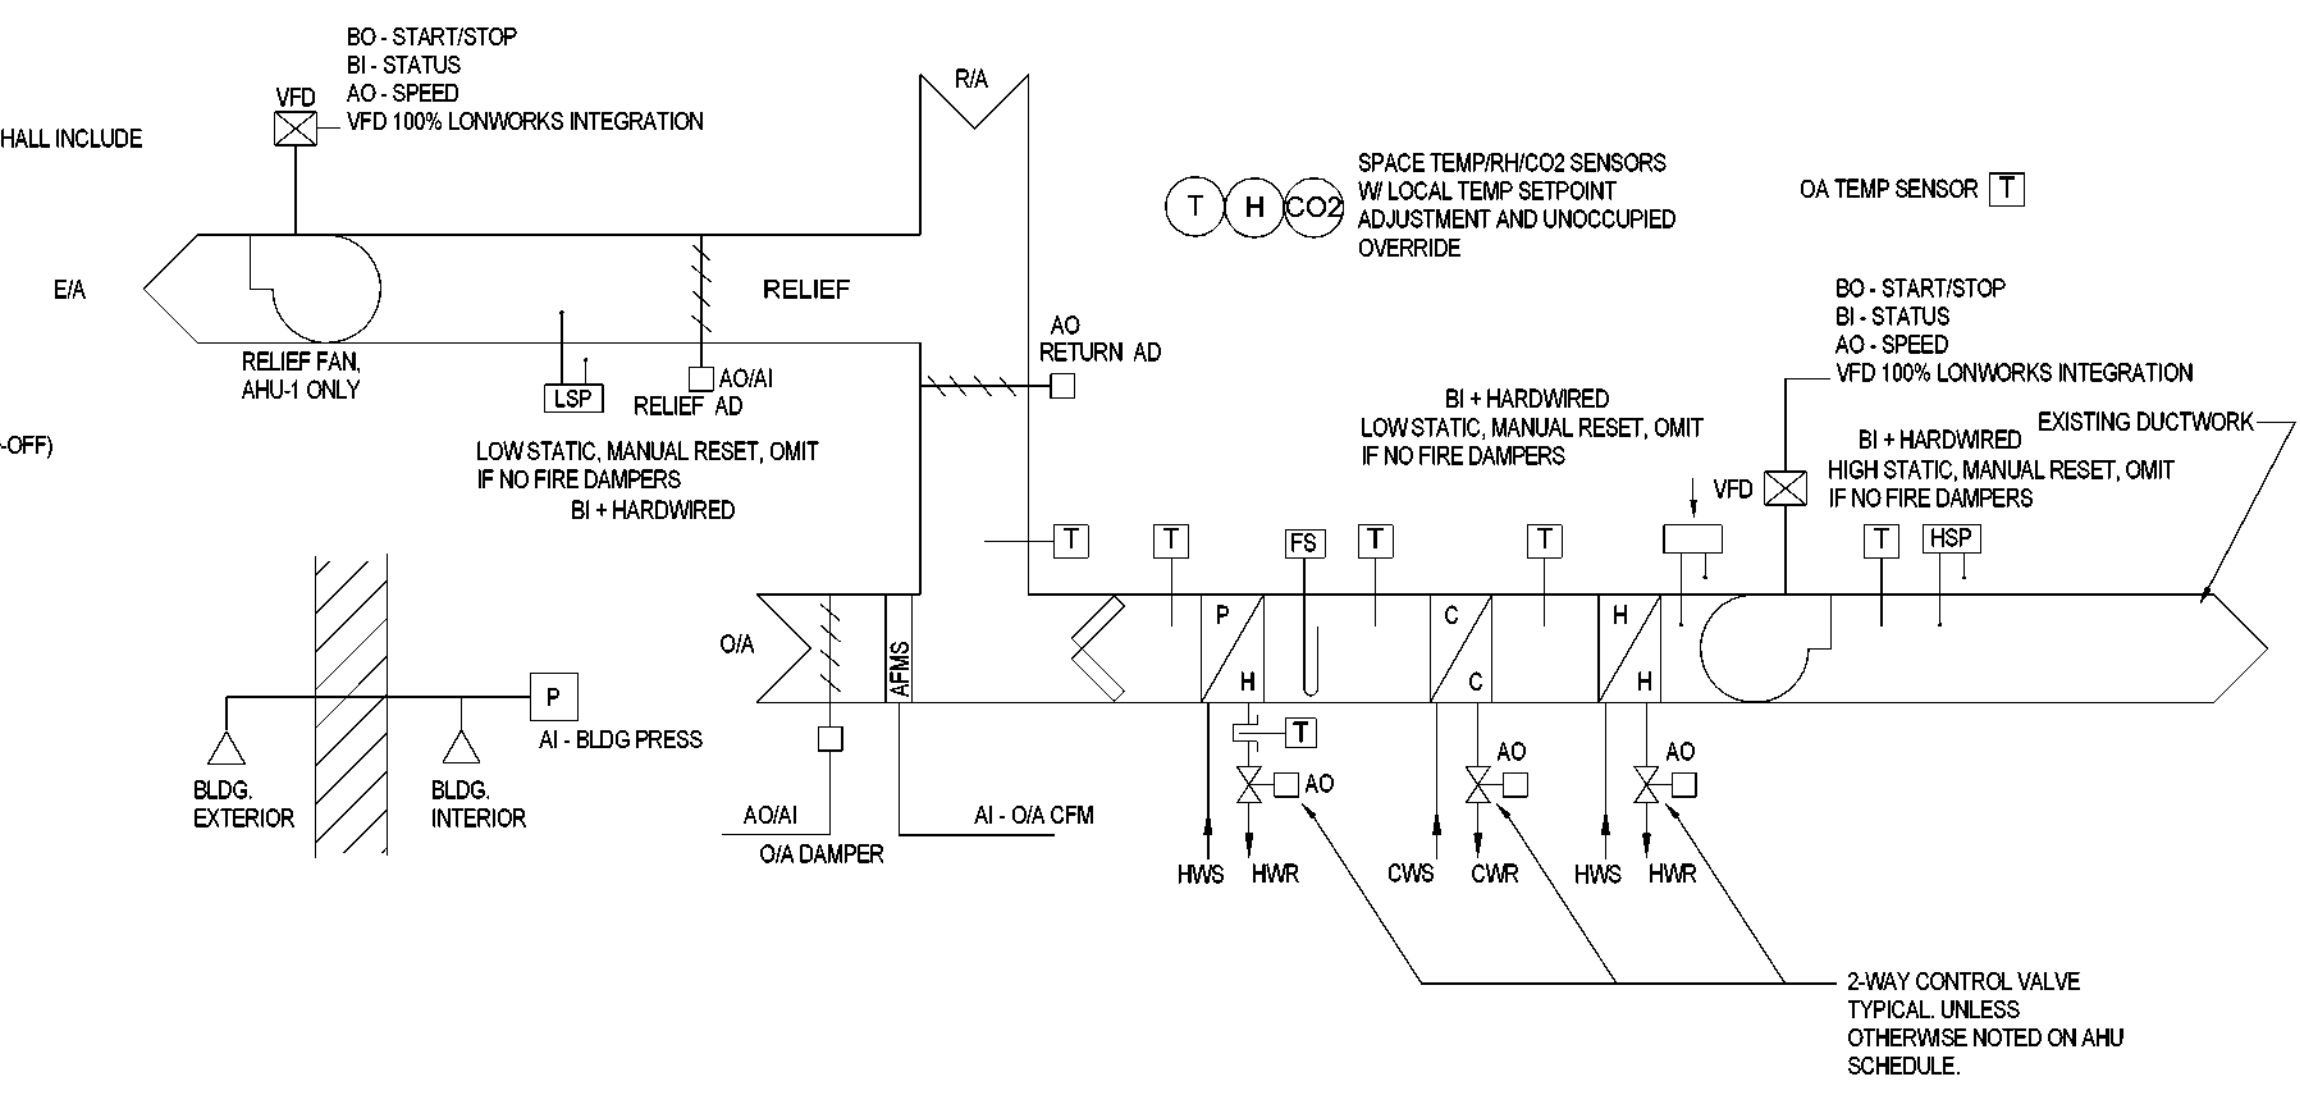 BO - START/STOP
BI - STATUS
AO - SPEED
VFD 100% LONWORKS INTEGRATION
VFD
R/A
HALL INCLUDE
SPACE TEMP/RH/CO2 SENSORS
W/ LOCAL TEMP SETPOINT
ADJUSTMENT AND UNOCCUPIED
OVERRIDE
T
H
CO2
OA TEMP SENSOR
T
E/A
RELIEF
RELIEF FAN,
AHU-1 ONLY
LSP
AO/AI
RELIEF AD
AO
RETURN AD
-OFF)
LOW STATIC, MANUAL RESET, OMIT
IF NO FIRE DAMPERS
BI + HARDWIRED
BI + HARDWIRED
LOW STATIC, MANUAL RESET, OMIT
IF NO FIRE DAMPERS
BO - START/STOP
BI - STATUS
AO - SPEED
VFD 100% LONWORKS INTEGRATION
EXISTING DUCTWORK
BI + HARDWIRED
HIGH STATIC, MANUAL RESET, OMIT
IF NO FIRE DAMPERS
VFD
T
T
FS
T
T
T
HSP
O/A
AFMS
P
H
C
C
H
H
P
AI - BLDG PRESS
BLDG.
EXTERIOR
BLDG.
INTERIOR
T
AO
AO
AO
AO/AI
O/A DAMPER
AI - O/A CFM
HWS
HWR
CWS
CWR
HWS
HWR
2-WAY CONTROL VALVE
TYPICAL. UNLESS
OTHERWISE NOTED ON AHU
SCHEDULE.